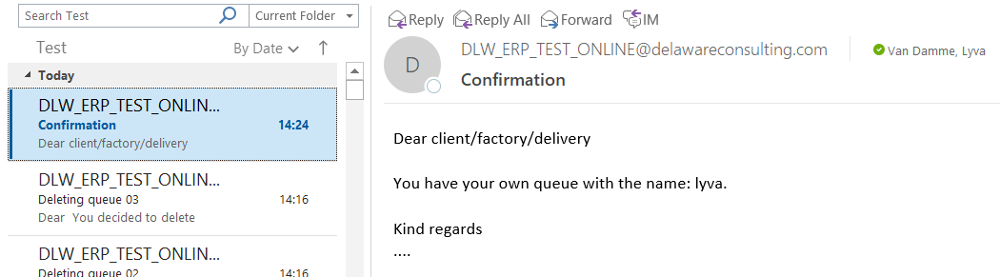 Search Test
Current Folder
Test
By Date
Today
DLW_ERP_TEST_ONLIN...
Confirmation 14:24
Dear client/factory/delivery
DLW_ERP_TEST_ONLIN...
Deleting queue 03 14:16
Dear  You decided to delete
DLW_ERP_TEST_ONLIN...
Deleting queue 02 14:16
Reply Reply All Forward IM
D
DLW_ERP_TEST_ONLINE@delawareconsulting.com
Van Damme, Lyva
Confirmation
Dear client/factory/delivery
You have your own queue with the name: lyva.
Kind regards
....